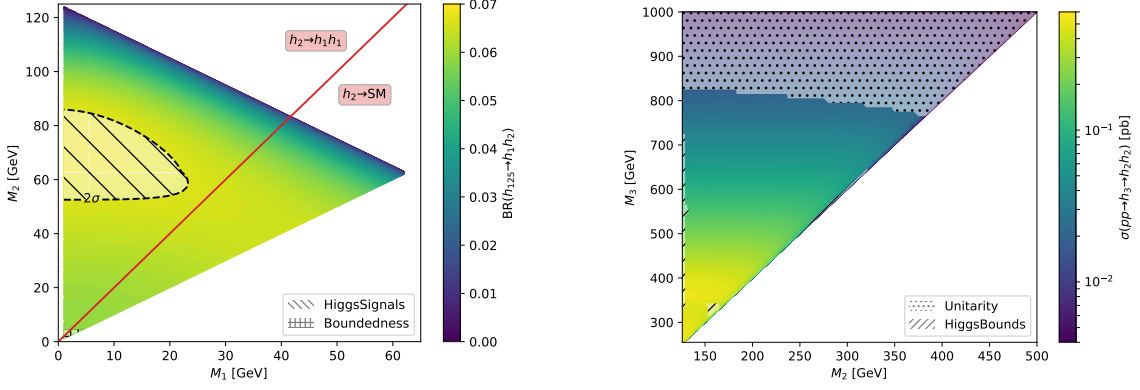 120
100
80
60
40
20
0
0 10 20 30 40 50 60
M₂ [GeV]
M₁ [GeV]
h₂→h₁h₁
h₂→SM
2σ
HiggsSignals
Boundedness
0.07
0.06
0.05
0.04
0.03
0.02
0.01
0.00
BR(h₁₂₅→h₁h₂)
1000
900
800
700
600
500
400
300
150 200 250 300 350 400 450 500
M₃ [GeV]
M₂ [GeV]
Unitarity
HiggsBounds
10⁻¹
10⁻²
σ(pp→h₃→h₂h₂) [pb]